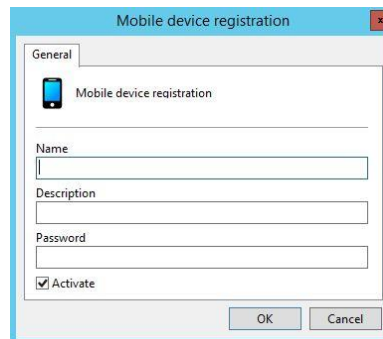 Mobile device registration
x
General
Mobile device registration
Name
Description
Password
Activate
OK Cancel